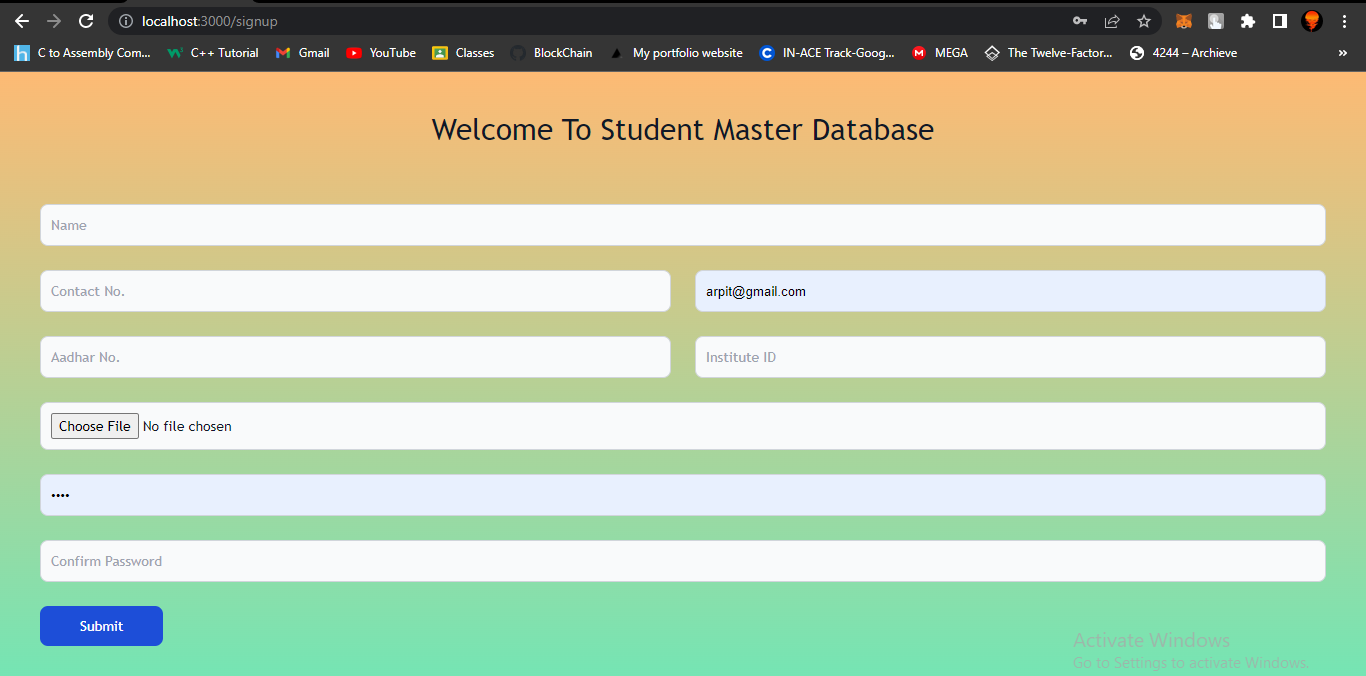 localhost:3000/signup
C to Assembly Com... C++ Tutorial Gmail YouTube Classes BlockChain My portfolio website IN-ACE Track-Goog... MEGA The Twelve-Factor... 4244 – Archieve »
Welcome To Student Master Database
Name
Contact No. arpit@gmail.com
Aadhar No. Institute ID
Choose File No file chosen
••••
Confirm Password
Submit
Activate Windows
Go to Settings to activate Windows.